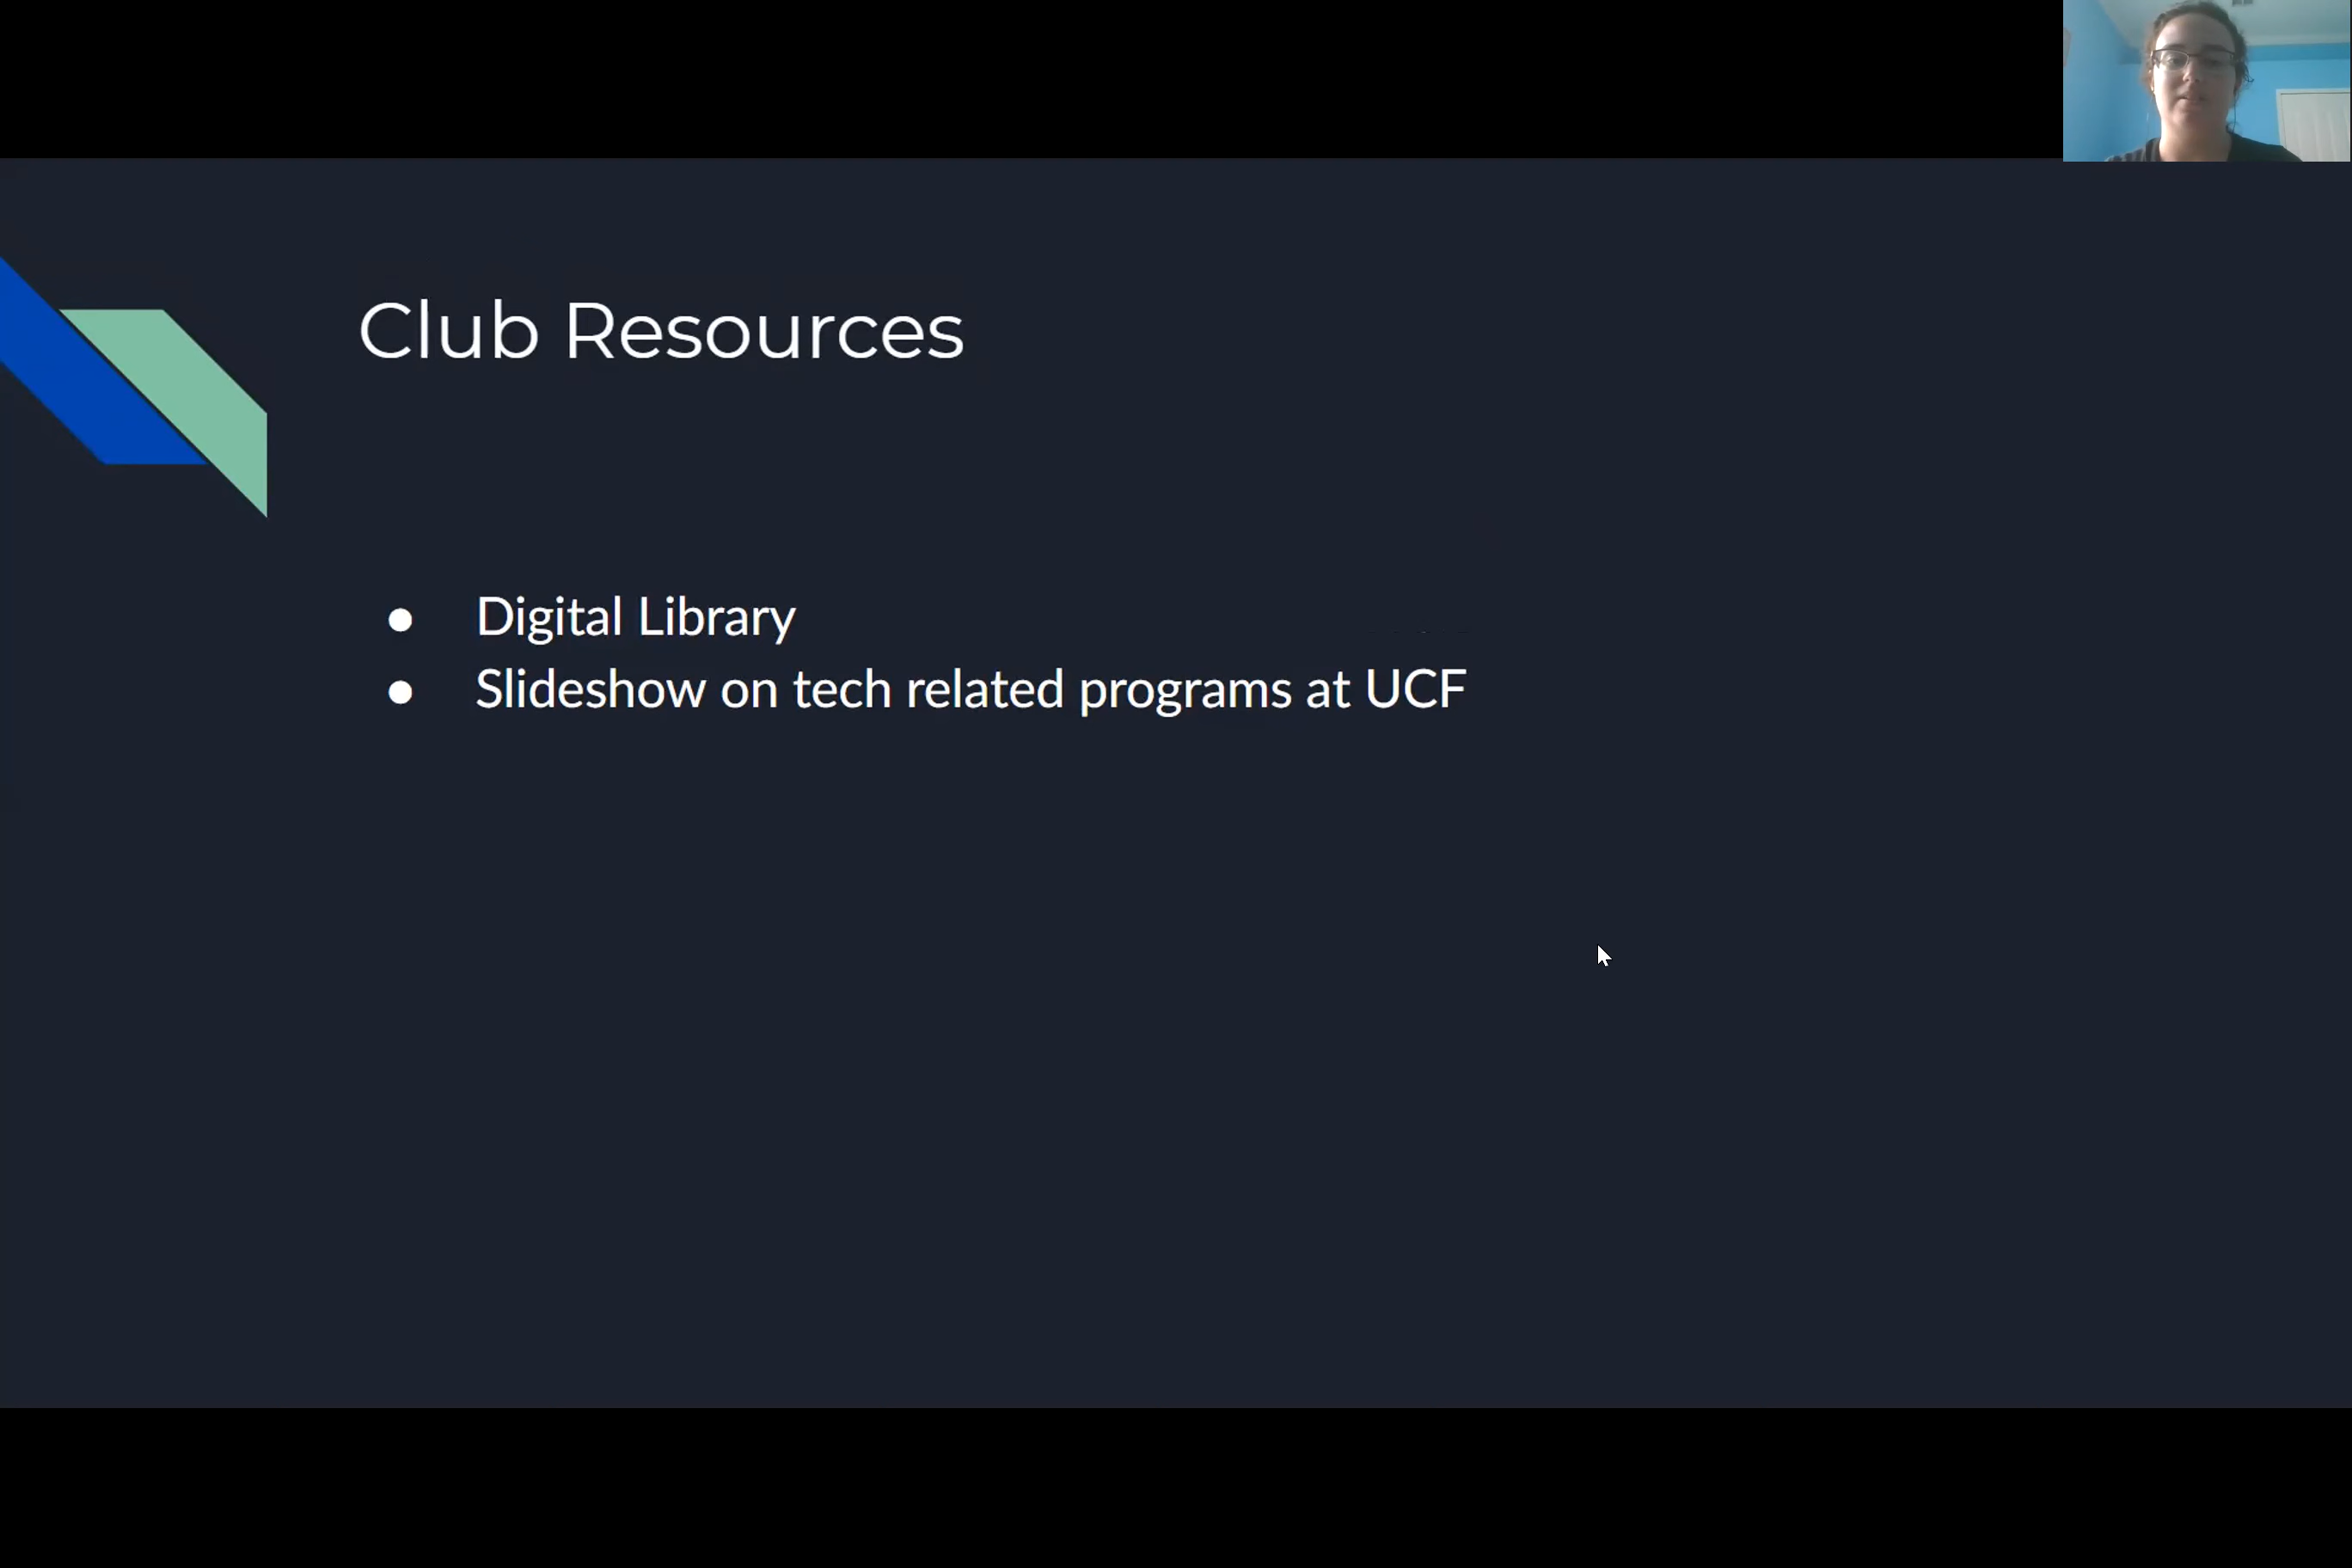 Club Resources
● Digital Library
● Slideshow on tech related programs at UCF